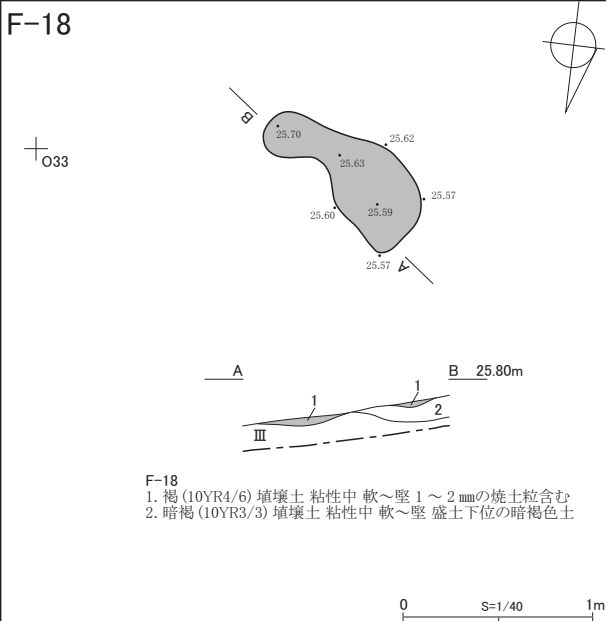 F-18
O33
B
25.70
25.62
25.63
25.57
25.60
25.59
25.57
A
A
B 25.80m
1
1
2
Ⅲ
F-18
1. 褐(10YR4/6) 埴壌土 粘性中 軟～堅 1～2㎜の焼土粒含む
2. 暗褐(10YR3/3) 埴壌土 粘性中 軟～堅 盛土下位の暗褐色土
0 S=1/40 1m